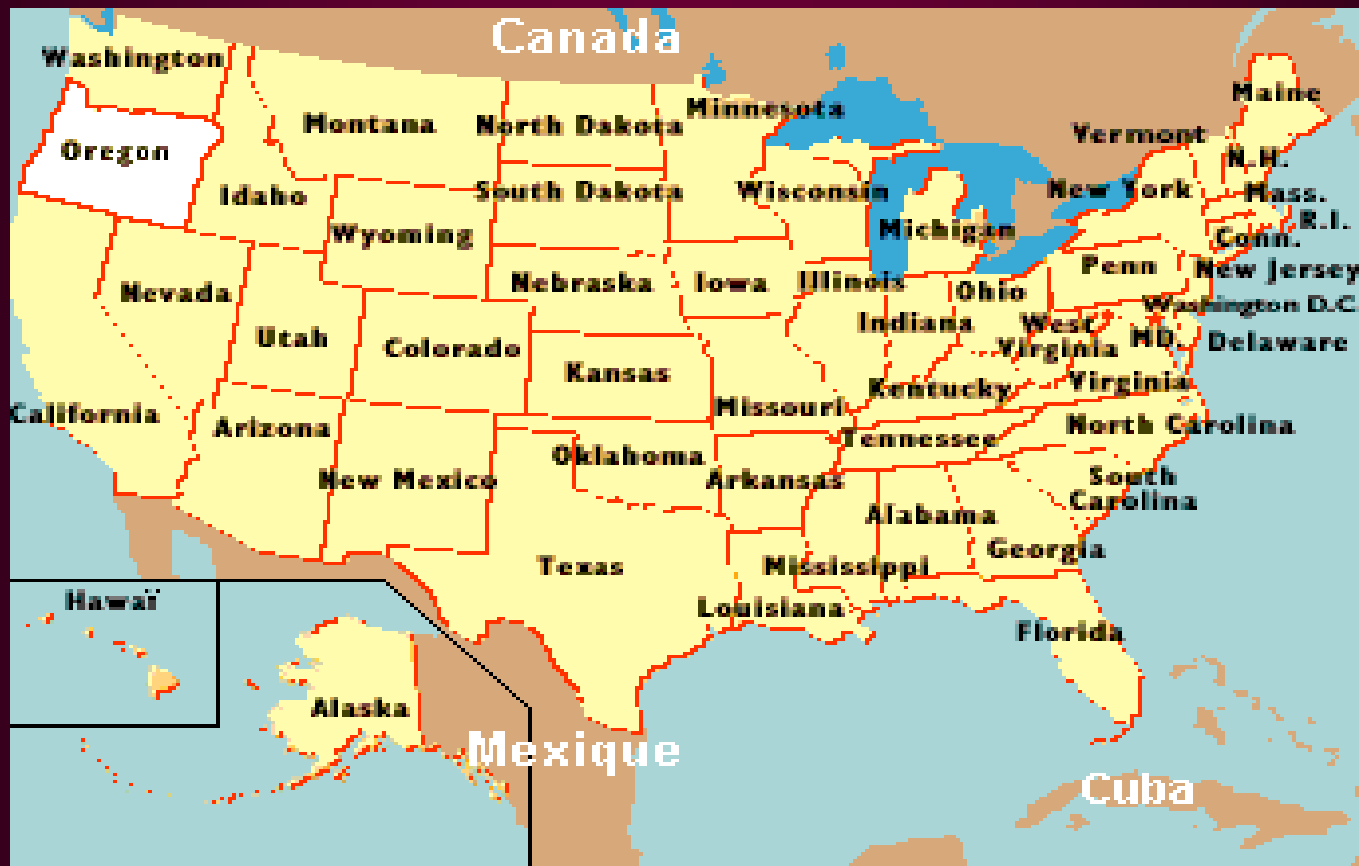 Canada
Washington
Maine
Minnesota
Montana
North Dakota
Vermont
Oregon
N.H.
Idaho
South Dakota
Wisconsin
New York
Mass.
R.I.
Wyoming
Michigan
Conn.
Penn
New Jersey
Nevada
Nebraska
Iowa
Illinois
Ohio
Washington D.C.
Utah
Colorado
Indiana
West
Virginia
MD.
Delaware
Kansas
Kentucky
Virginia
California
Missouri
Arizona
North Carolina
Tennessee
Oklahoma
New Mexico
Arkansas
South
Carolina
Alabama
Georgia
Texas
Mississippi
Hawaï
Louisiana
Florida
Alaska
Mexique
Cuba